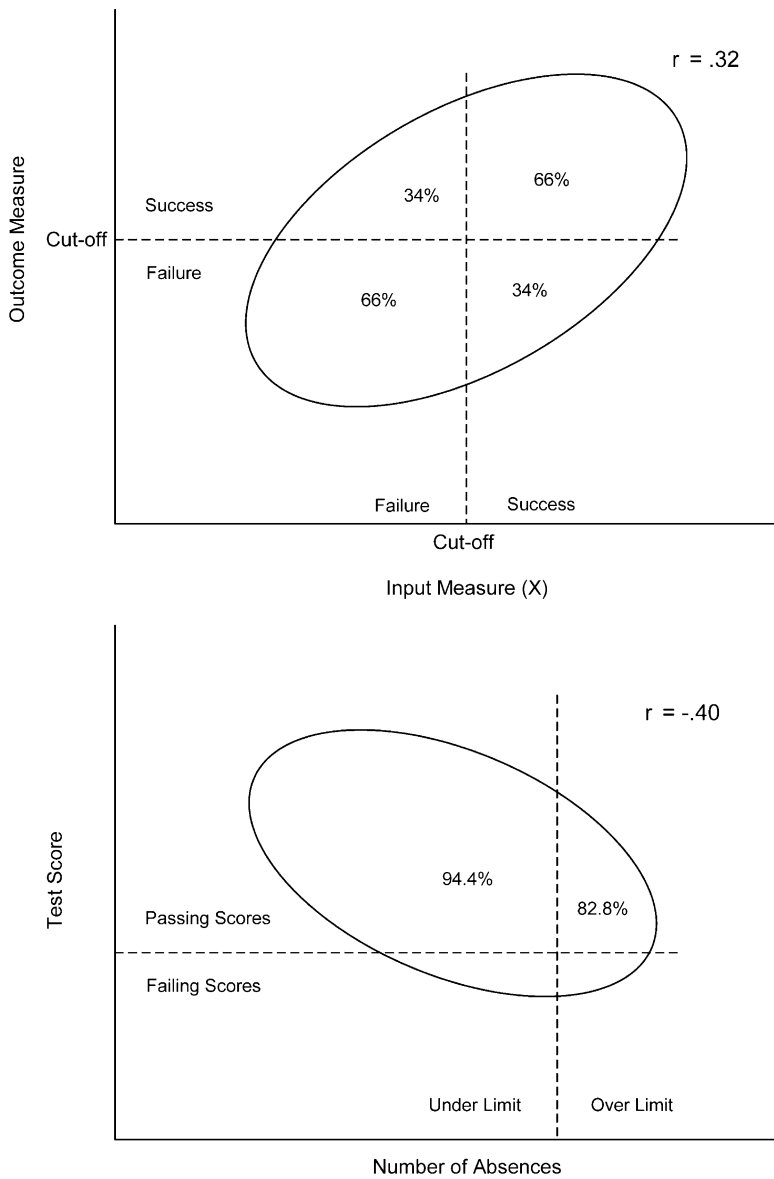 r = .32
66%
34%
Success
Outcome Measure
Cut-off
Failure
66%
34%
Failure
Success
Cut-off
Input Measure (X)
r = -.40
94.4%
82.8%
Test Score
Passing Scores
Failing Scores
Under Limit
Over Limit
Number of Absences